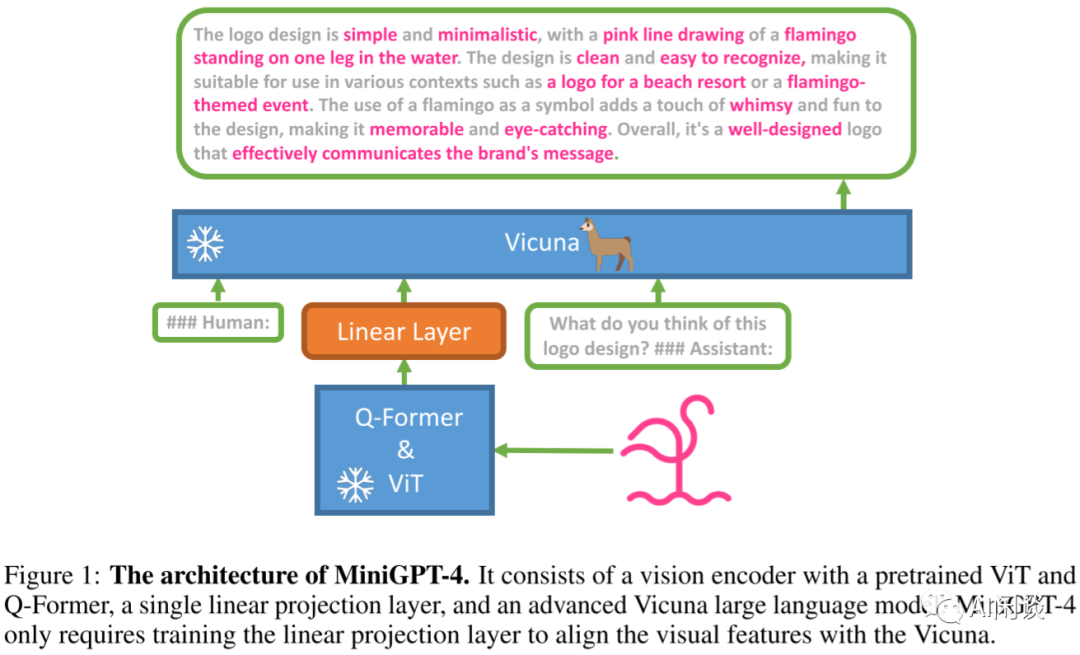 The logo design is simple and minimalistic, with a pink line drawing of a flamingo
standing on one leg in the water. The design is clean and easy to recognize, making it
suitable for use in various contexts such as a logo for a beach resort or a flamingo-
themed event. The use of a flamingo as a symbol adds a touch of whimsy and fun to
the design, making it memorable and eye-catching. Overall, it's a well-designed logo
that effectively communicates the brand's message.
Vicuna
### Human:
Linear Layer
What do you think of this
logo design? ### Assistant:
Q-Former
&
ViT
Figure 1: The architecture of MiniGPT-4. It consists of a vision encoder with a pretrained ViT and
Q-Former, a single linear projection layer, and an advanced Vicuna large language model. MiniGPT-4
only requires training the linear projection layer to align the visual features with the Vicuna.
AI闲谈